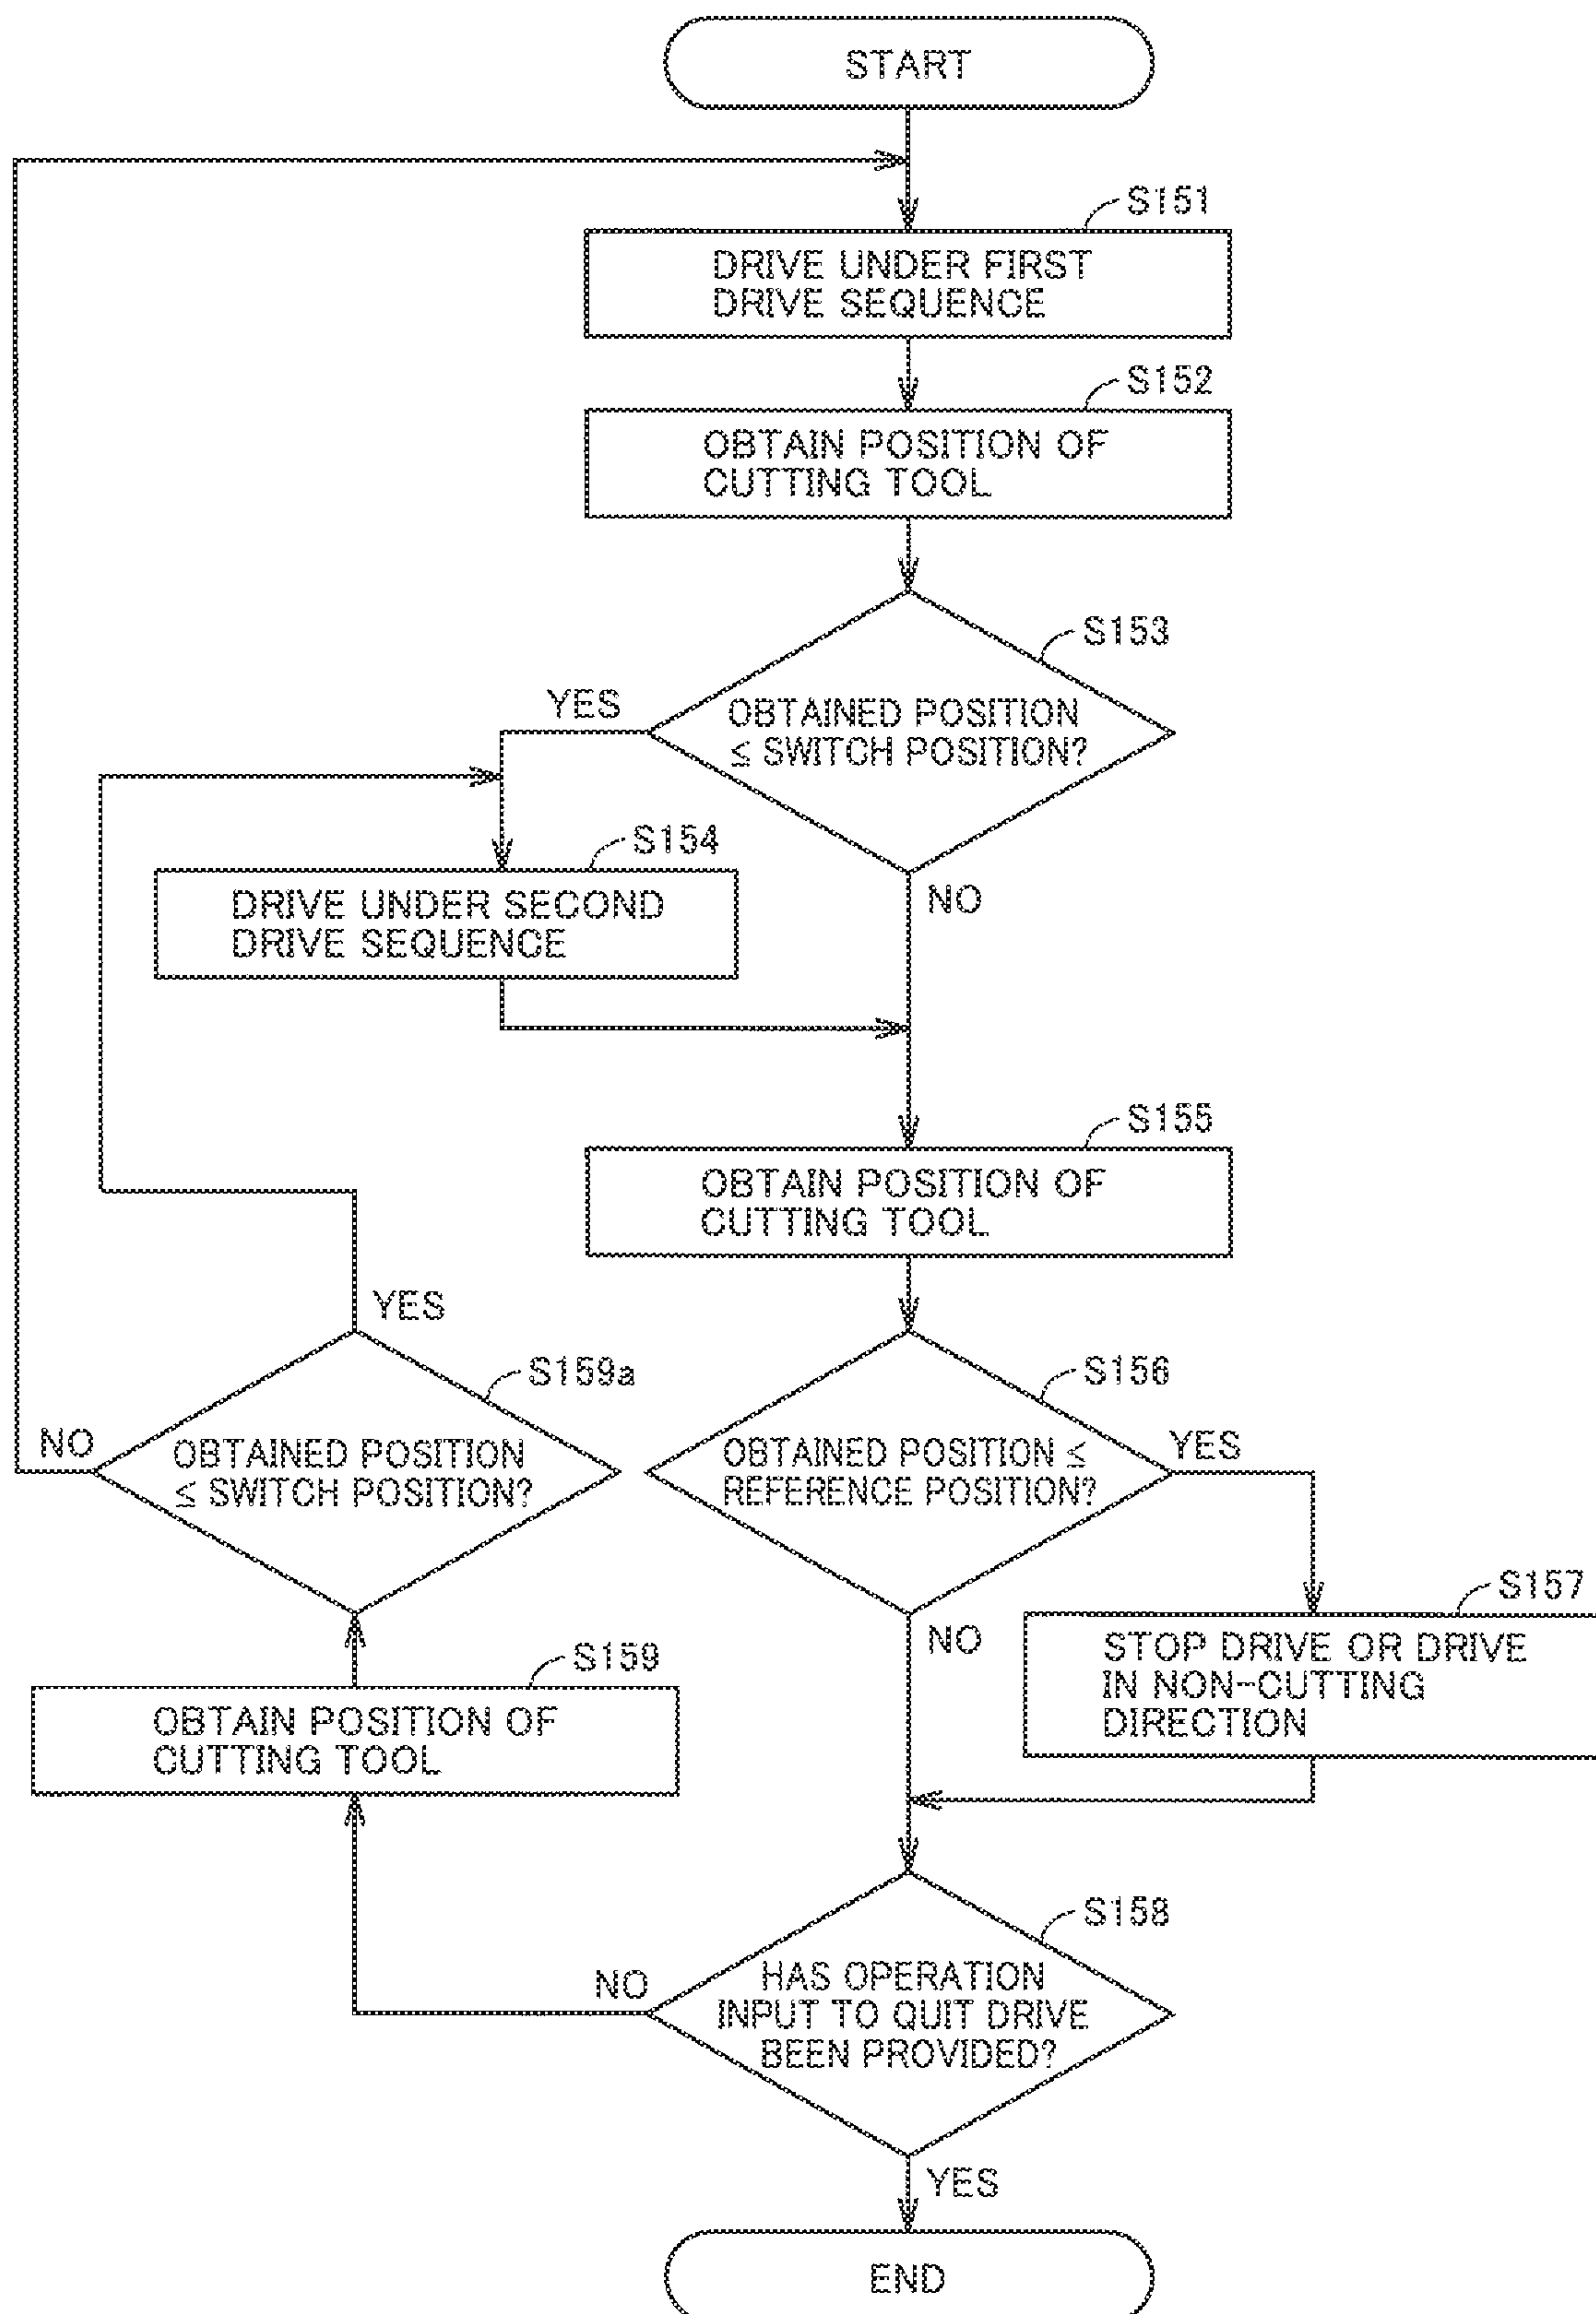 START
S151
DRIVE UNDER FIRST
DRIVE SEQUENCE
S152
OBTAIN POSITION OF
CUTTING TOOL
S153
YES
OBTAINED POSITION
≦ SWITCH POSITION?
S154
NO
DRIVE UNDER SECOND
DRIVE SEQUENCE
S155
OBTAIN POSITION OF
CUTTING TOOL
YES
S159a
S156
NO
OBTAINED POSITION
≦ SWITCH POSITION?
OBTAINED POSITION ≦
REFERENCE POSITION?
YES
S157
NO
STOP DRIVE OR DRIVE
IN NON-CUTTING
DIRECTION
S159
OBTAIN POSITION OF
CUTTING TOOL
S158
NO
HAS OPERATION
INPUT TO QUIT DRIVE
BEEN PROVIDED?
YES
END